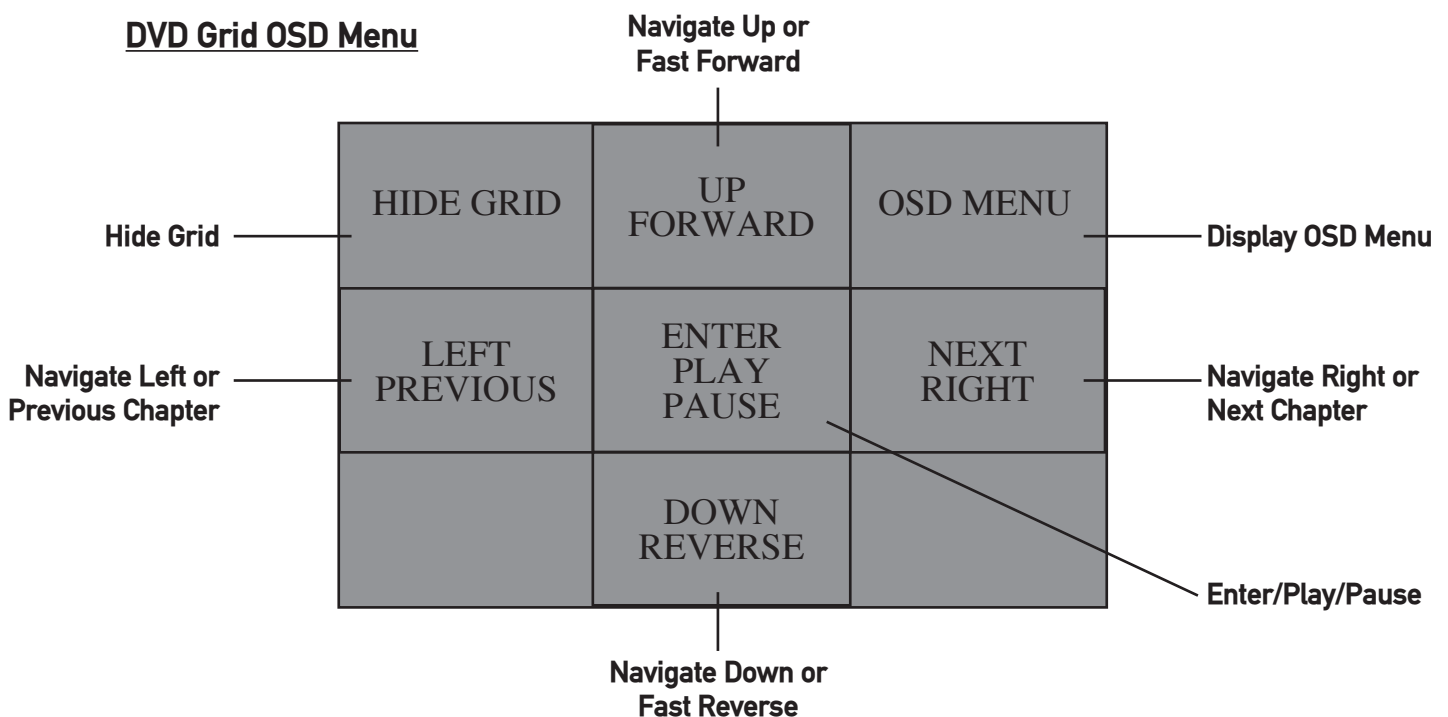 DVD Grid OSD Menu
Navigate Up or
Fast Forward
HIDE GRID
UP
FORWARD
OSD MENU
Hide Grid
Display OSD Menu
LEFT
PREVIOUS
ENTER
PLAY
PAUSE
NEXT
RIGHT
Navigate Left or
Previous Chapter
Navigate Right or
Next Chapter
DOWN
REVERSE
Enter/Play/Pause
Navigate Down or
Fast Reverse